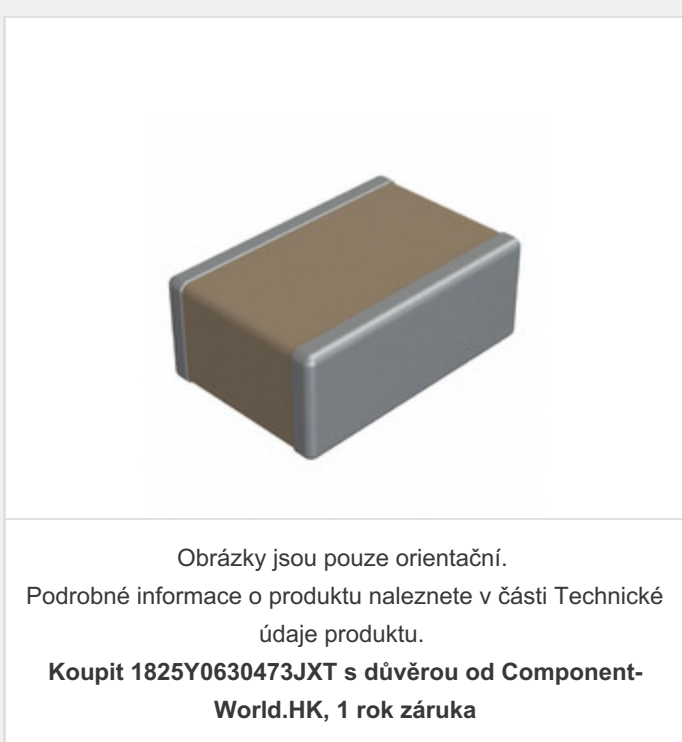 Obrázky jsou pouze orientační.
Podrobné informace o produktu naleznete v části Technické
údaje produktu.
Koupit 1825Y0630473JXT s důvěrou od Component-
World.HK, 1 rok záruka